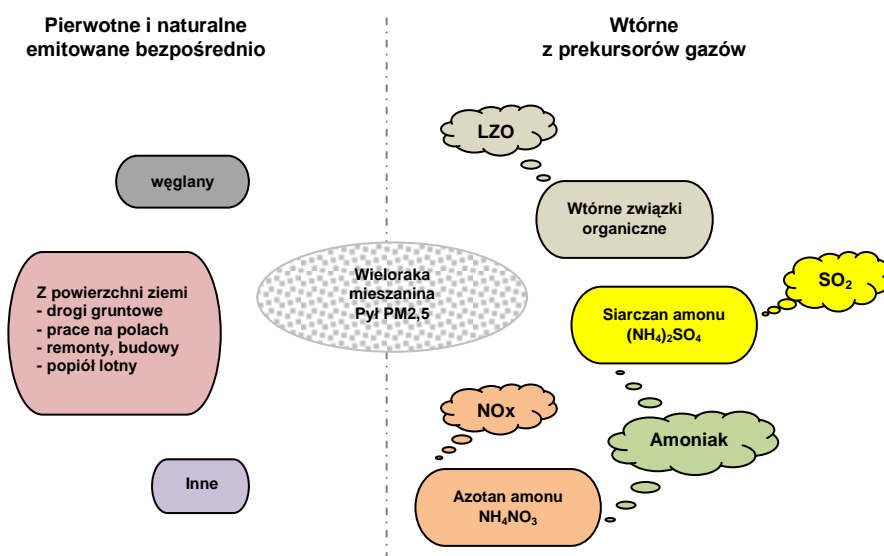 Pierwotne i naturalne
emitowane bezpośrednio
Wtórne
z prekursorów gazów
LZO
węglany
Wtórne związki
organiczne
Wieloraka
mieszanina
Pył PM2,5
SO₂
Z powierzchni ziemi
- drogi gruntowe
- prace na polach
- remonty, budowy
- popiół lotny
Siarczan amonu
(NH₄)₂SO₄
NOx
Amoniak
Inne
Azotan amonu
NH₄NO₃